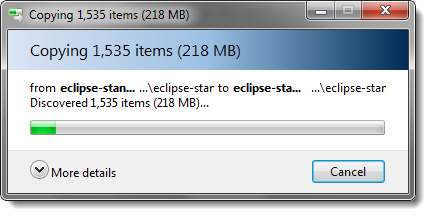 Copying 1,535 items (218 MB)
Copying 1,535 items (218 MB)
from eclipse-stan... ...\eclipse-star to eclipse-sta... ...\eclipse-star
Discovered 1,535 items (218 MB)...
More details
Cancel